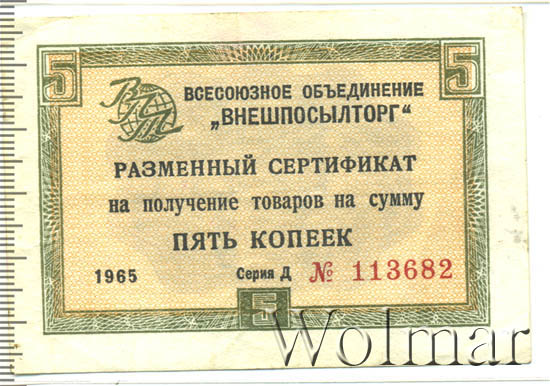 5 5
ВПТ
ВСЕСОЮЗНОЕ ОБЪЕДИНЕНИЕ
„ВНЕШПОСЫЛТОРГ“
РАЗМЕННЫЙ СЕРТИФИКАТ
на получение товаров на сумму
ПЯТЬ КОПЕЕК
1965 Серия Д № 113682
5
Wolmar